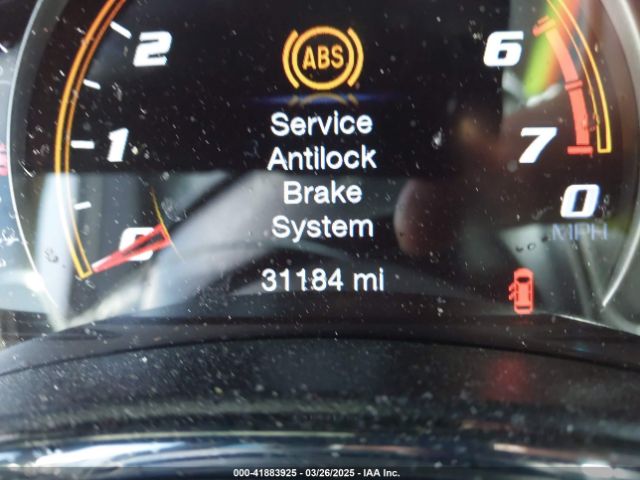 2
ABS
6
Service
Antilock
1
7
Brake
0
System
0
MPH
31184 mi
000-41883925 | 03/26/2025 | IAA Inc.